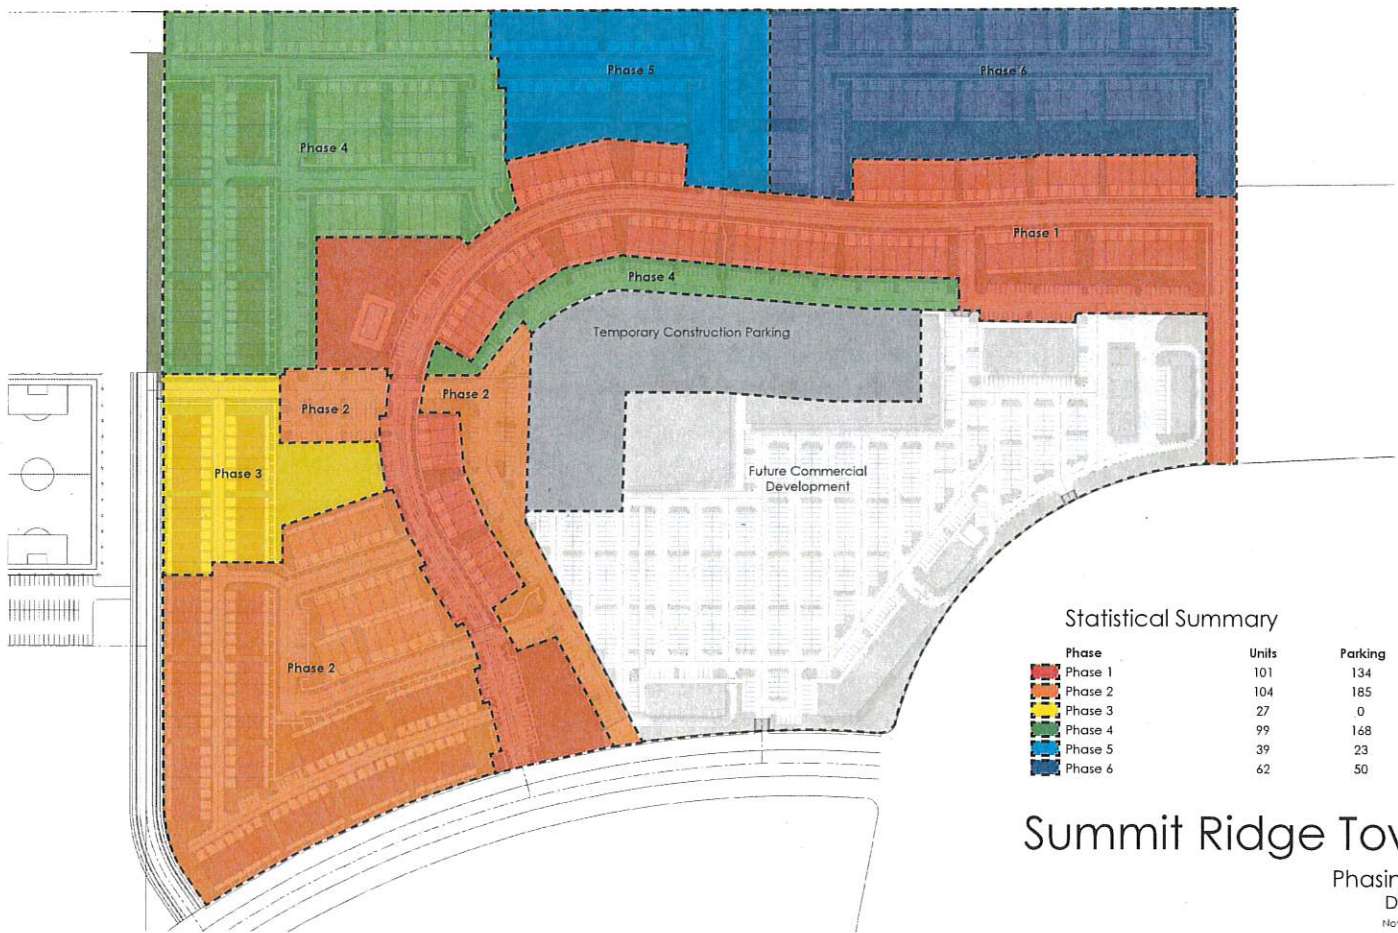 Phase 5
Phase 6
Phase 4
Phase 1
Phase 4
Temporary Construction Parking
Phase 2
Phase 2
Phase 3
Future Commercial
Development
Phase 2
Statistical Summary
Phase Units Parking
Phase 1 101 134
Phase 2 104 185
Phase 3 27 0
Phase 4 99 168
Phase 5 39 23
Phase 6 62 50
Summit Ridge Tow
Phasin
D
Nov